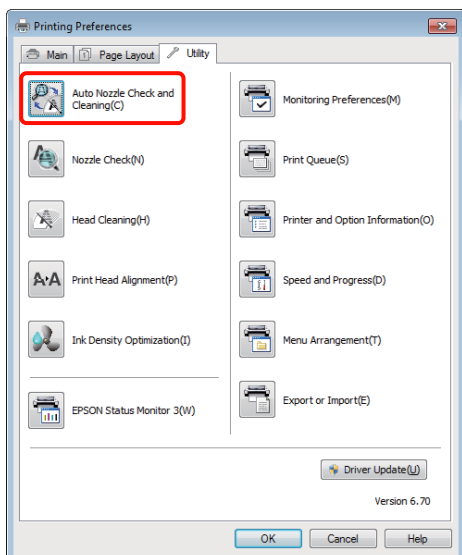 Printing Preferences
Main
Page Layout
Utility
Auto Nozzle Check and
Cleaning(C)
Nozzle Check(N)
Head Cleaning(H)
Print Head Alignment(P)
Ink Density Optimization(I)
EPSON Status Monitor 3(W)
Monitoring Preferences(M)
Print Queue(S)
Printer and Option Information(O)
Speed and Progress(D)
Menu Arrangement(T)
Export or Import(E)
Driver Update(U)
Version 6.70
OK
Cancel
Help